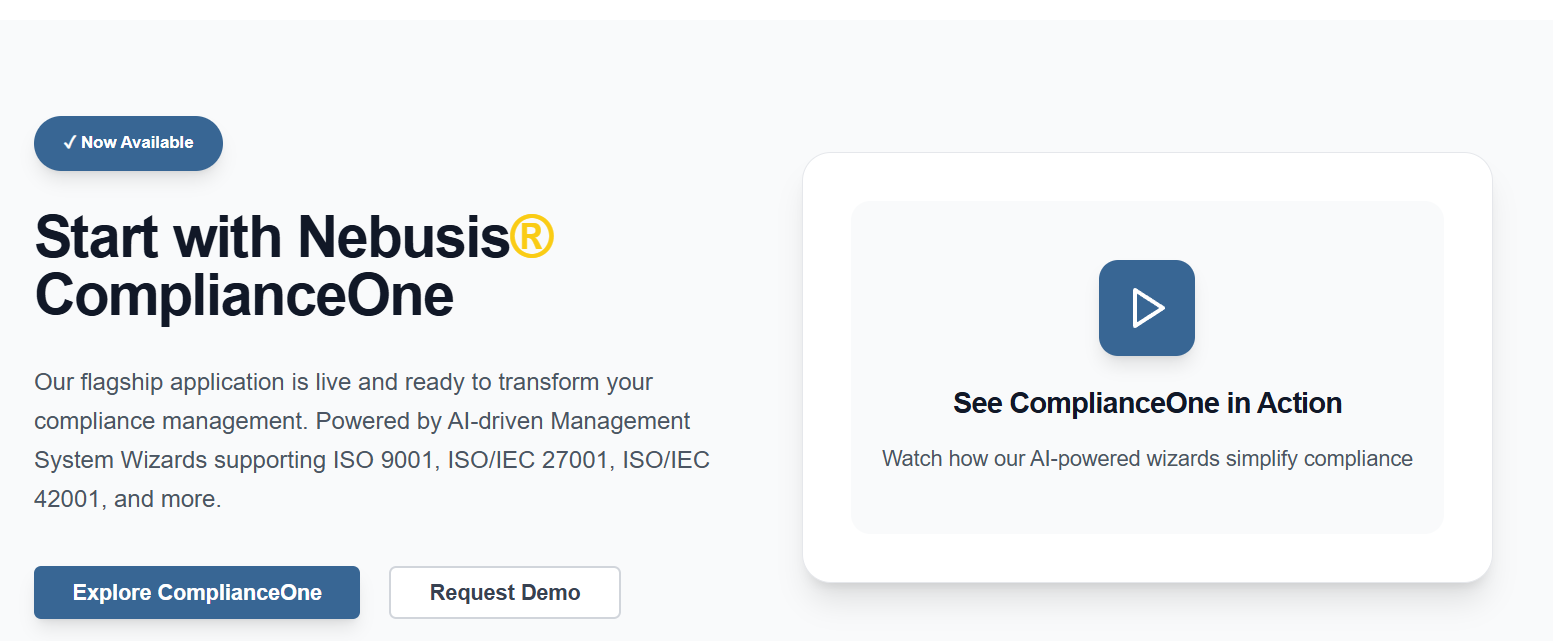 ✓ Now Available
Start with Nebusis®
ComplianceOne
Our flagship application is live and ready to transform your
compliance management. Powered by AI-driven Management
System Wizards supporting ISO 9001, ISO/IEC 27001, ISO/IEC
42001, and more.
Explore ComplianceOne
Request Demo
See ComplianceOne in Action
Watch how our AI-powered wizards simplify compliance